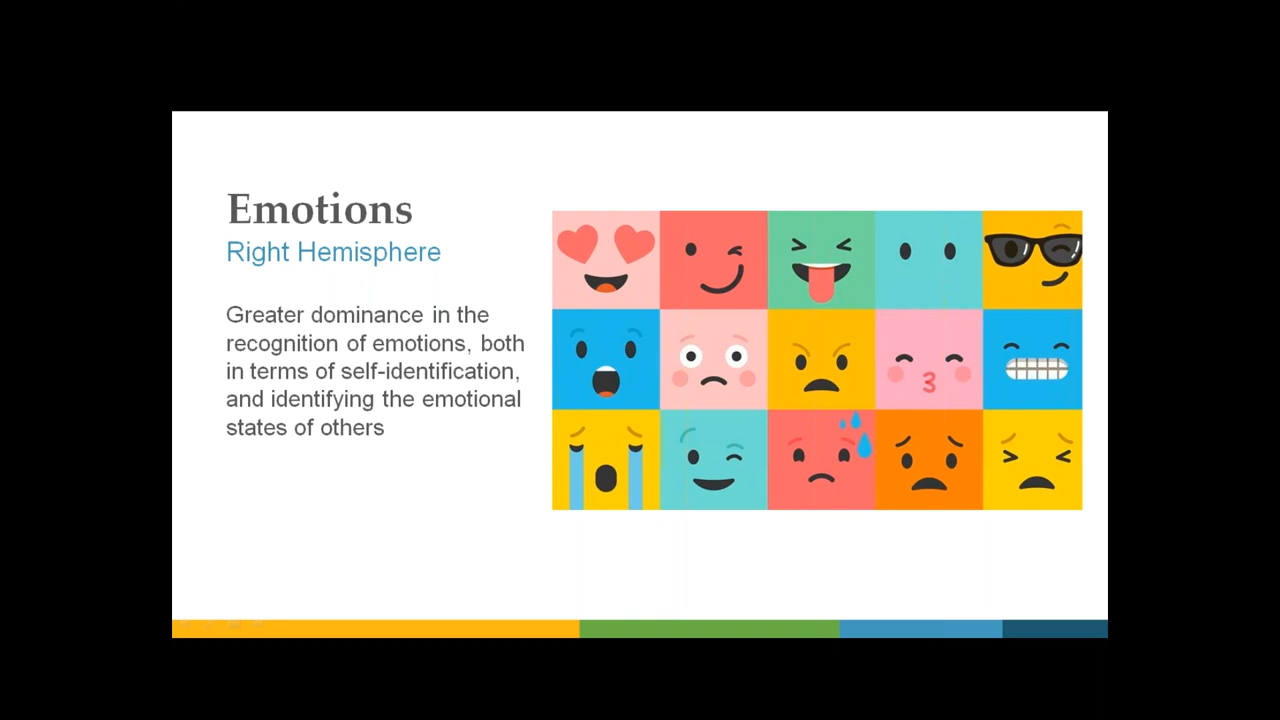 Emotions
Right Hemisphere
Greater dominance in the
recognition of emotions, both
in terms of self-identification,
and identifying the emotional
states of others